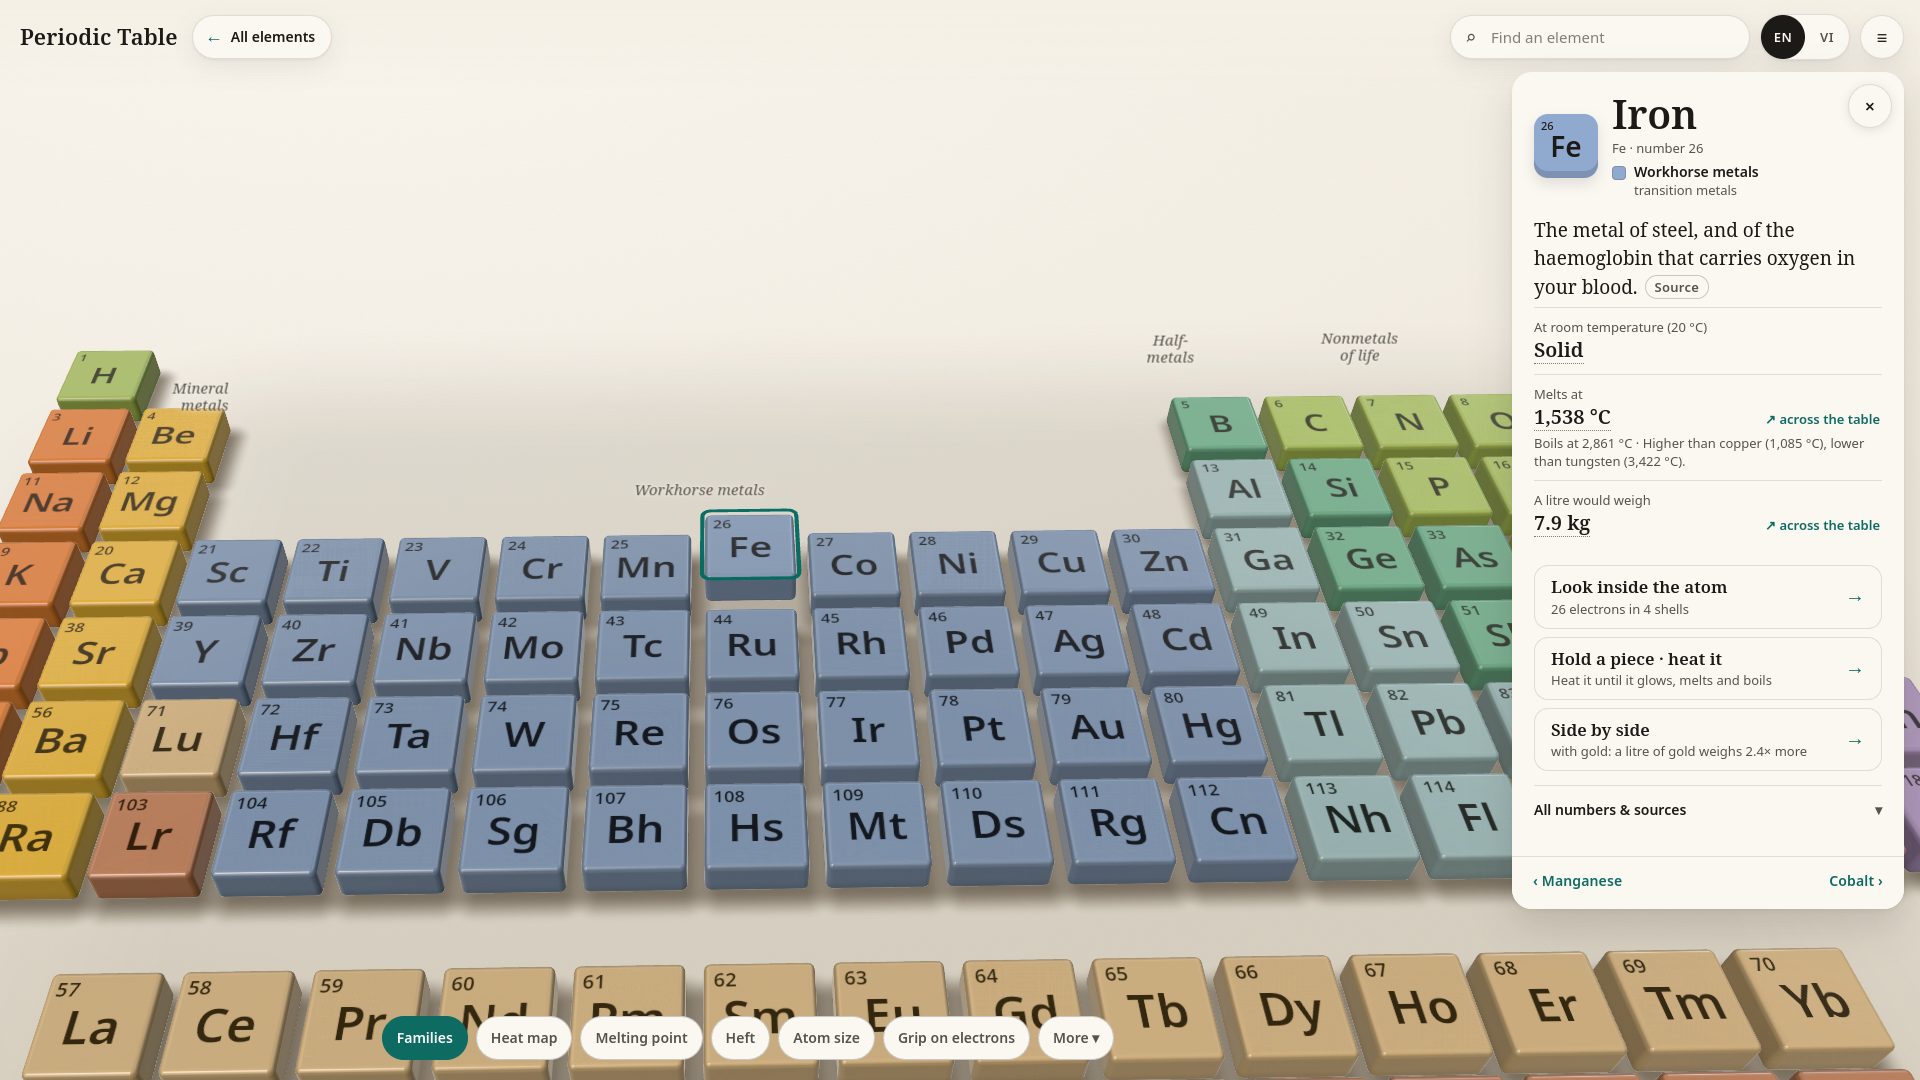 Periodic Table
← All elements
Find an element
EN
VI
26
Fe
Iron
Fe · number 26
Workhorse metals
transition metals
The metal of steel, and of the
haemoglobin that carries oxygen in
your blood. Source
At room temperature (20 °C)
Solid
Melts at
1,538 °C
↗ across the table
Boils at 2,861 °C · Higher than copper (1,085 °C), lower
than tungsten (3,422 °C).
A litre would weigh
7.9 kg
↗ across the table
Look inside the atom
26 electrons in 4 shells
Hold a piece · heat it
Heat it until it glows, melts and boils
Side by side
with gold: a litre of gold weighs 2.4× more
All numbers & sources
‹ Manganese
Cobalt ›
Half-
metals
Nonmetals
of life
Mineral
metals
Workhorse metals
1 H
3 Li
4 Be
5 B
6 C
7 N
8 O
11 Na
12 Mg
13 Al
14 Si
15 P
16
9 K
20 Ca
21 Sc
22 Ti
23 V
24 Cr
25 Mn
26 Fe
27 Co
28 Ni
29 Cu
30 Zn
31 Ga
32 Ge
33 As
38 Sr
39 Y
40 Zr
41 Nb
42 Mo
43 Tc
44 Ru
45 Rh
46 Pd
47 Ag
48 Cd
49 In
50 Sn
51
56 Ba
71 Lu
72 Hf
73 Ta
74 W
75 Re
76 Os
77 Ir
78 Pt
79 Au
80 Hg
81 Tl
82 Pb
88 Ra
103 Lr
104 Rf
105 Db
106 Sg
107 Bh
108 Hs
109 Mt
110 Ds
111 Rg
112 Cn
113 Nh
114 Fl
57 La
58 Ce
59 Pr
60 Nd
61 Pm
62 Sm
63 Eu
64 Gd
65 Tb
66 Dy
67 Ho
68 Er
69 Tm
70 Yb
Families
Heat map
Melting point
Heft
Atom size
Grip on electrons
More ▾